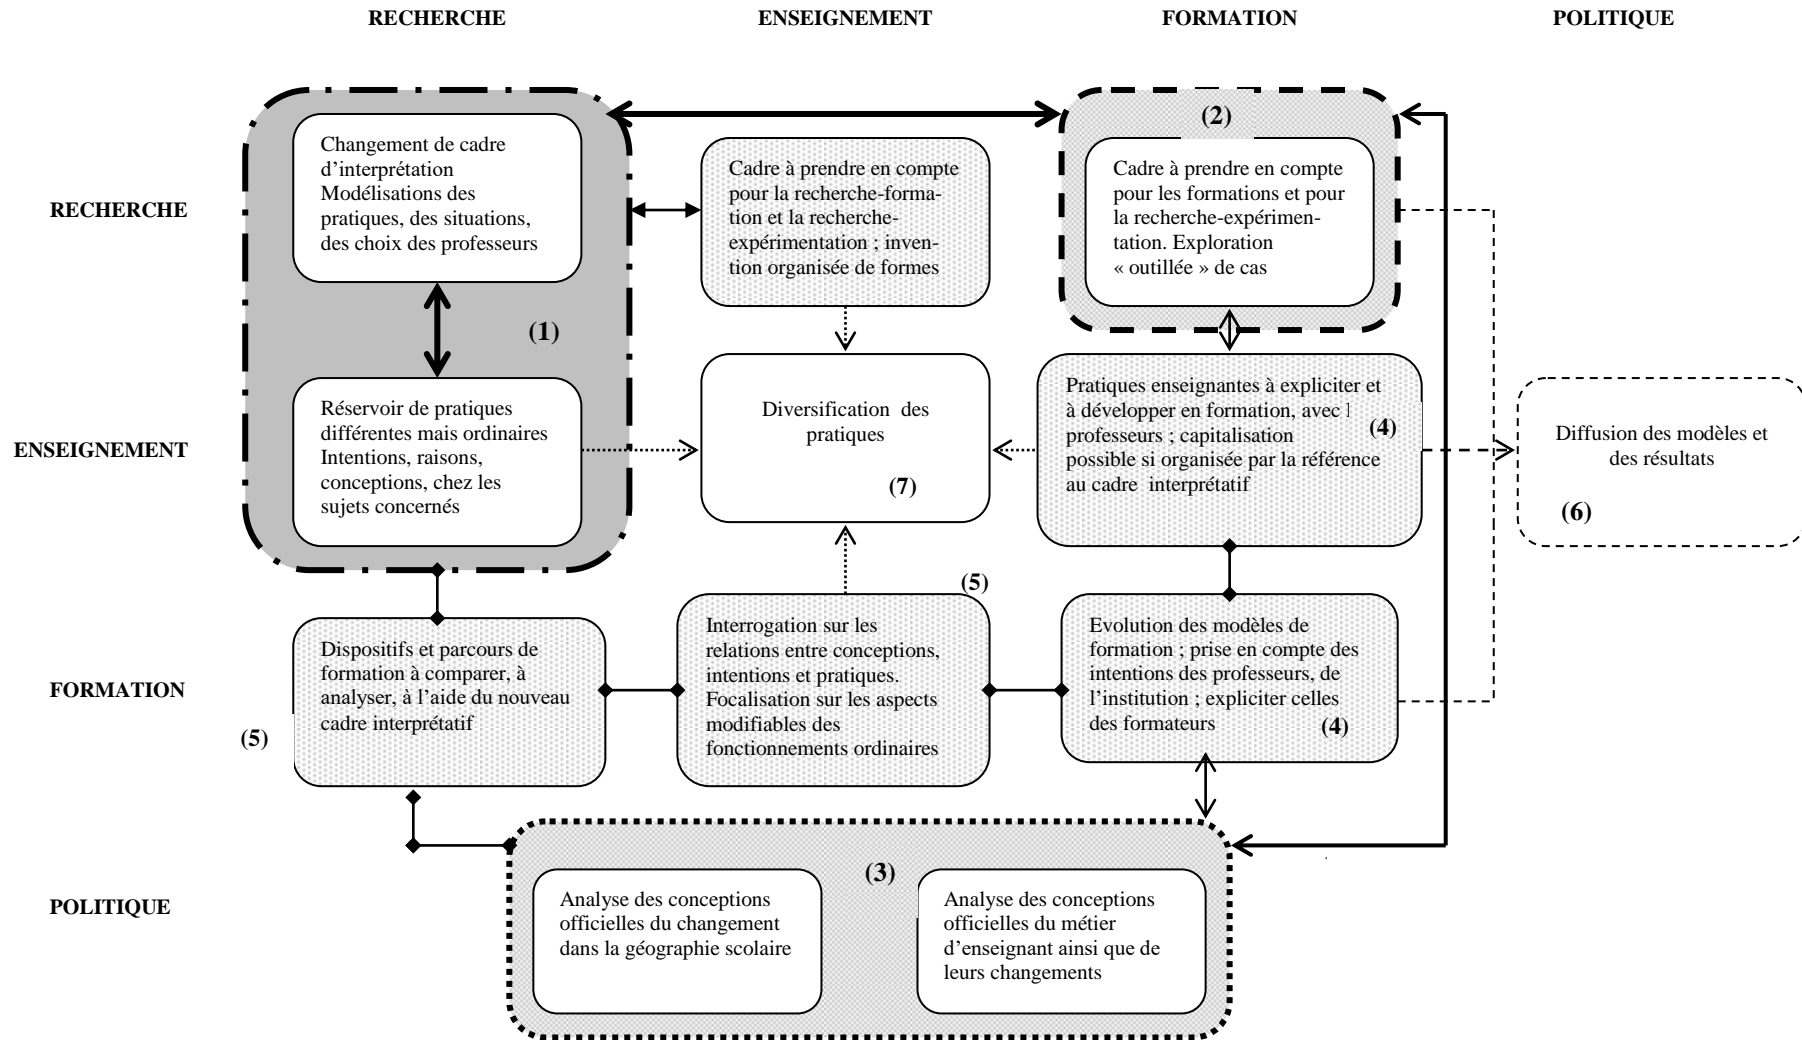 RECHERCHE
ENSEIGNEMENT
FORMATION
POLITIQUE
RECHERCHE
Changement de cadre
d’interprétation
Modélisations des
pratiques, des situations,
des choix des professeurs
Cadre à prendre en compte
pour la recherche-forma-
tion et la recherche-
expérimentation ; inven-
tion organisée de formes
(2)
Cadre à prendre en compte
pour les formations et pour
la recherche-expérimen-
tation. Exploration
« outillée » de cas
(1)
ENSEIGNEMENT
Réservoir de pratiques
différentes mais ordinaires
Intentions, raisons,
conceptions, chez les
sujets concernés
Diversification des
pratiques
(7)
Pratiques enseignantes à expliciter et
à développer en formation, avec l
professeurs ; capitalisation
possible si organisée par la référence
au cadre interprétatif
(4)
Diffusion des modèles et
des résultats
(6)
FORMATION
Dispositifs et parcours de
formation à comparer, à
analyser, à l’aide du nouveau
cadre interprétatif
(5)
(5)
Interrogation sur les
relations entre conceptions,
intentions et pratiques.
Focalisation sur les aspects
modifiables des
fonctionnements ordinaires
Evolution des modèles de
formation ; prise en compte des
intentions des professeurs, de
l’institution ; expliciter celles
des formateurs
(4)
POLITIQUE
(3)
Analyse des conceptions
officielles du changement
dans la géographie scolaire
Analyse des conceptions
officielles du métier
d’enseignant ainsi que de
leurs changements